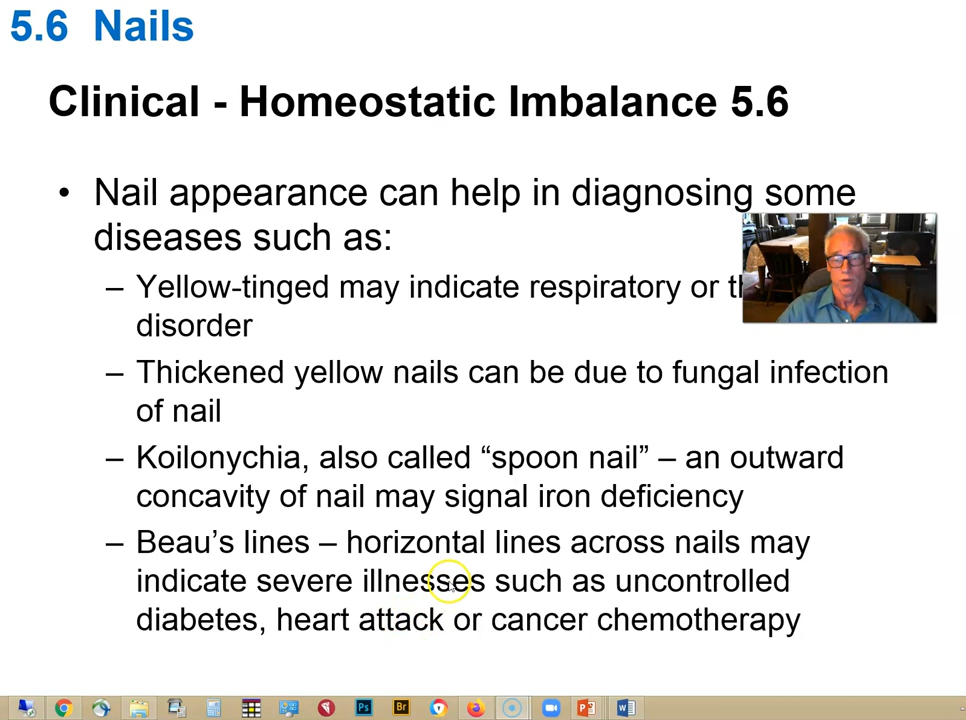 5.6 Nails
Clinical - Homeostatic Imbalance 5.6
• Nail appearance can help in diagnosing some
diseases such as:
– Yellow-tinged may indicate respiratory or
disorder
– Thickened yellow nails can be due to fungal infection
of nail
– Koilonychia, also called “spoon nail” – an outward
concavity of nail may signal iron deficiency
– Beau’s lines – horizontal lines across nails may
indicate severe illnesses such as uncontrolled
diabetes, heart attack or cancer chemotherapy
Ps Br